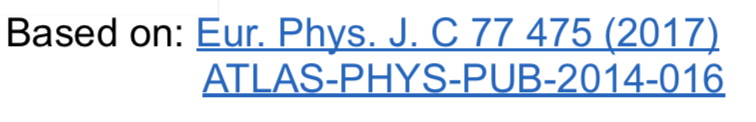 Based on: Eur. Phys. J. C 77 475 (2017)
ATLAS-PHYS-PUB-2014-016